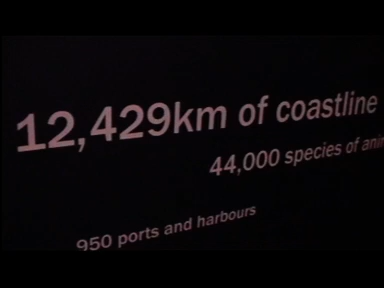 12,429km of coastline
44,000 species of
950 ports and harbours